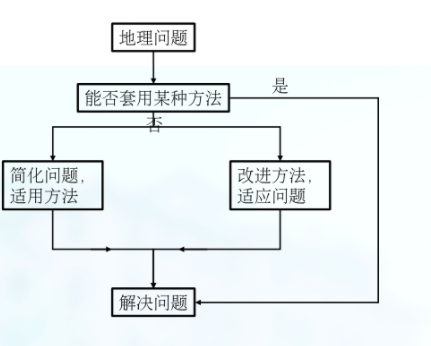 地理问题
能否套用某种方法
是
否
简化问题，
适用方法
改进方法，
适应问题
解决问题